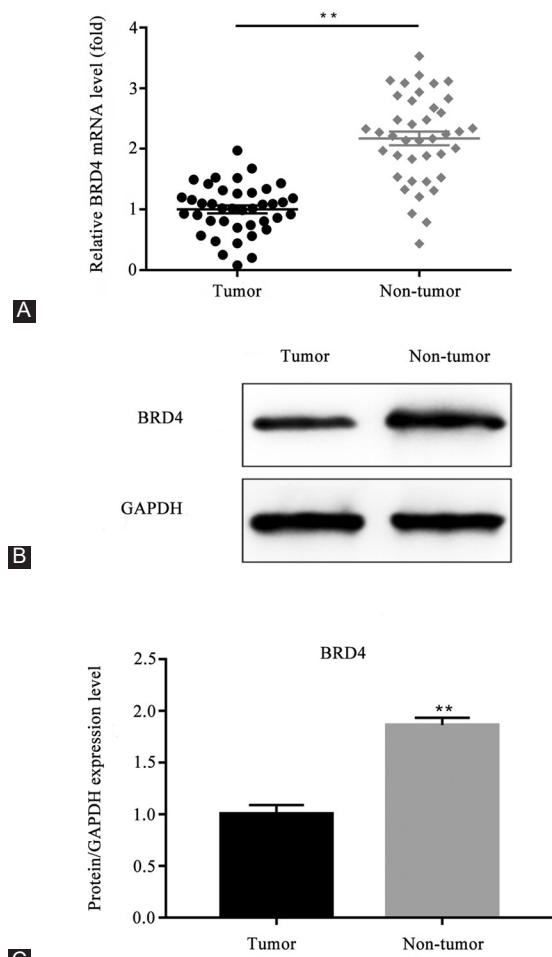 **
Relative BRD4 mRNA level (fold)
4
3
2
1
0
Tumor Non-tumor
A
Tumor Non-tumor
BRD4
GAPDH
B
BRD4
Protein/GAPDH expression level
2.5
**
2.0
1.5
1.0
0.5
0.0
Tumor Non-tumor
C